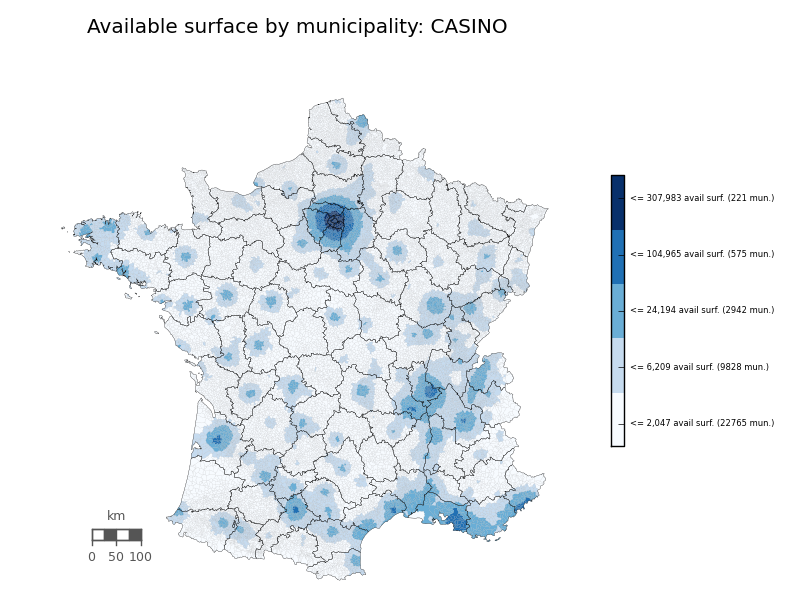 Available surface by municipality: CASINO
<= 307,983 avail surf. (221 mun.)
<= 104,965 avail surf. (575 mun.)
<= 24,194 avail surf. (2942 mun.)
<= 6,209 avail surf. (9828 mun.)
<= 2,047 avail surf. (22765 mun.)
km
0 50 100